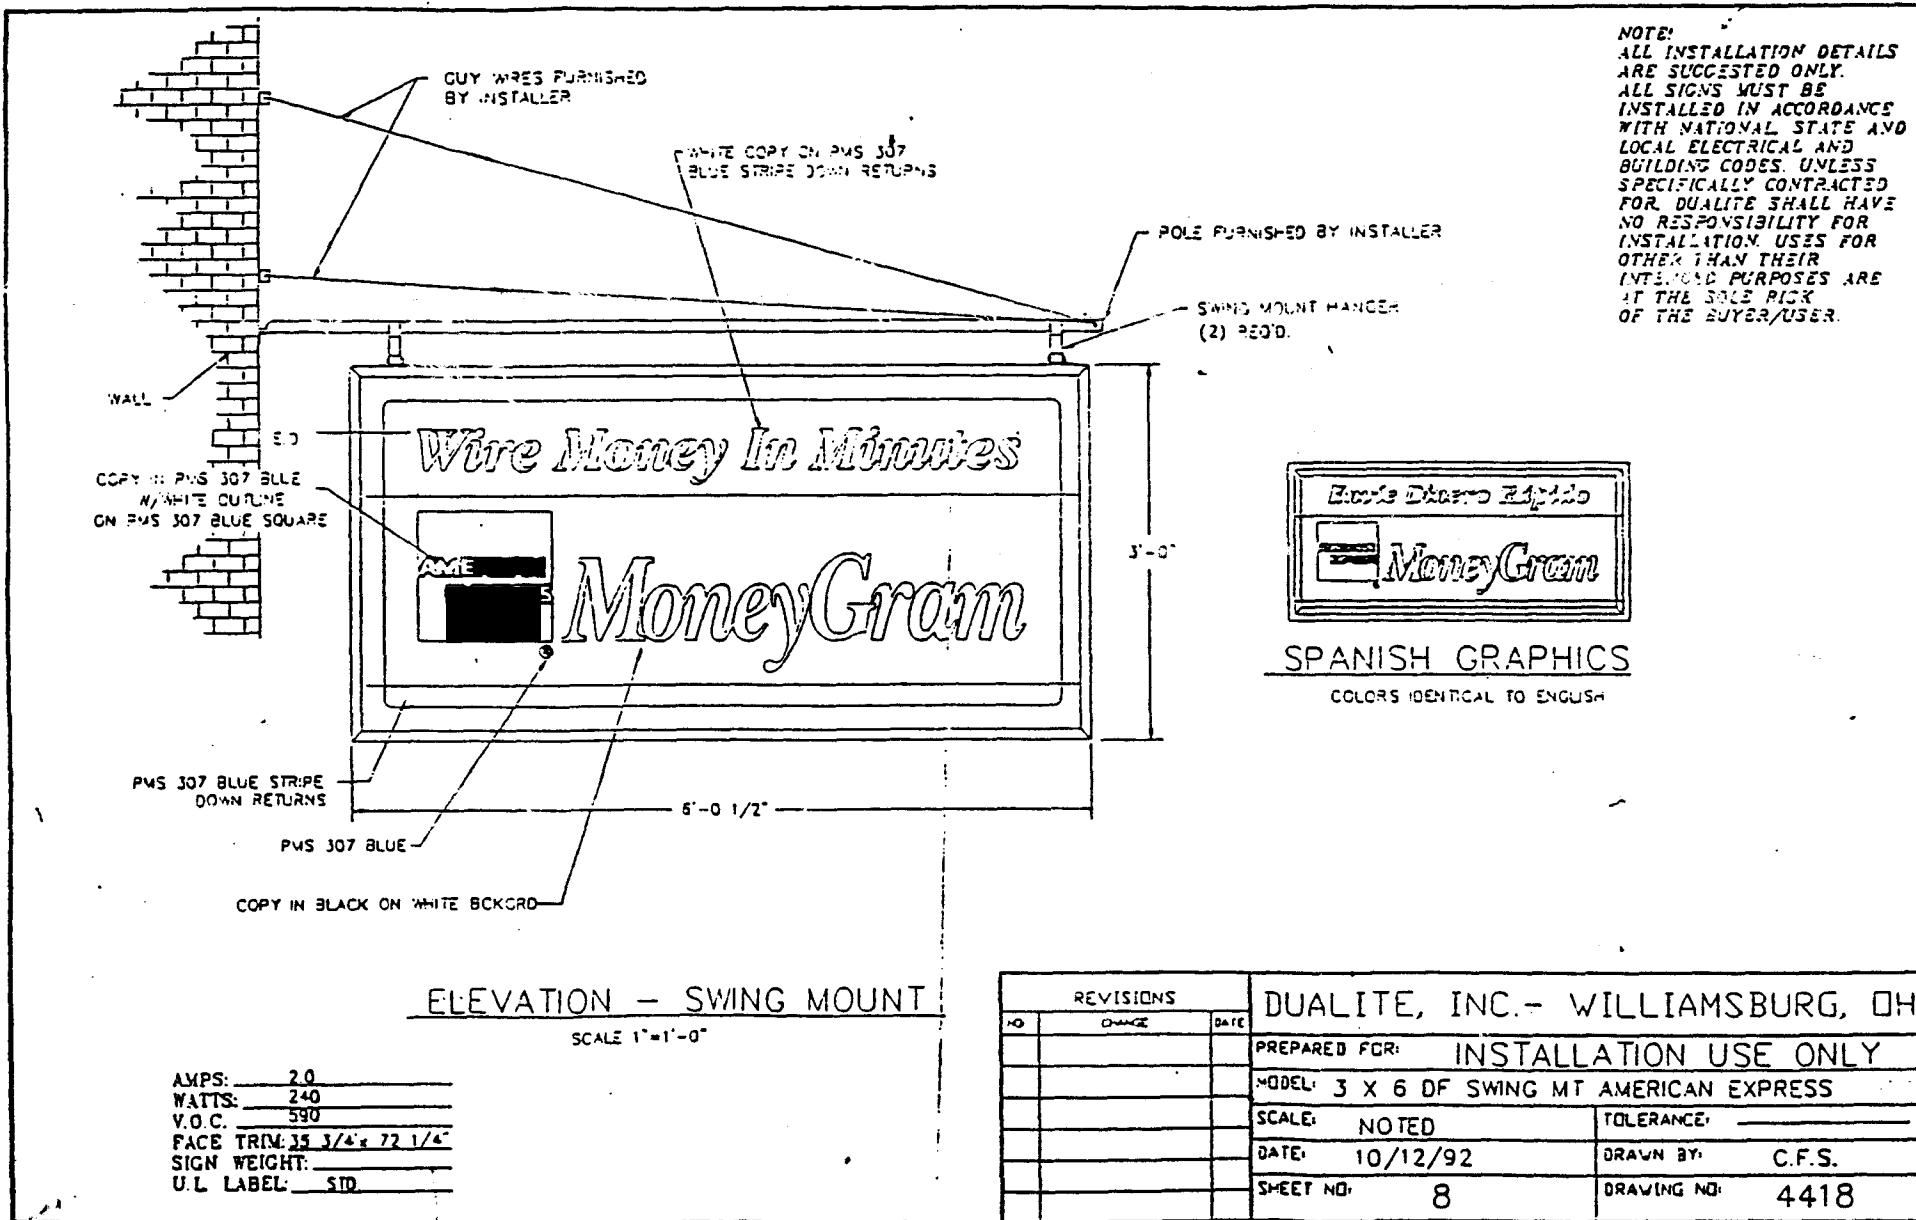 NOTE:
ALL INSTALLATION DETAILS
ARE SUGGESTED ONLY.
ALL SIGNS MUST BE
INSTALLED IN ACCORDANCE
WITH NATIONAL STATE AND
LOCAL ELECTRICAL AND
BUILDING CODES. UNLESS
SPECIFICALLY CONTRACTED
FOR DUALITE SHALL HAVE
NO RESPONSIBILITY FOR
INSTALLATION. USES FOR
OTHER THAN THEIR
INTENDED PURPOSES ARE
AT THE SOLE RISK
OF THE BUYER/USER.
GUY WIRES FURNISHED
BY INSTALLER
WHITE COPY ON PMS 307
BLUE STRIPE DOWN RETURNS
POLE FURNISHED BY INSTALLER
SWING MOUNT HANGER
(2) REQ'D.
WALL
COPY IN PMS 307 BLUE
W/WHITE OUTLINE
ON PMS 307 BLUE SQUARE
Wire Money In Minutes
AME
S
MoneyGram
®
3'-0"
6'-0 1/2"
PMS 307 BLUE STRIPE
DOWN RETURNS
PMS 307 BLUE
COPY IN BLACK ON WHITE BCKGRD
Envie Dinero Rápido
MoneyGram
SPANISH GRAPHICS
COLORS IDENTICAL TO ENGLISH
ELEVATION - SWING MOUNT
SCALE 1"=1'-0"
AMPS: 2.0
WATTS: 240
V.O.C. 590
FACE TRIM: 35 3/4"x 72 1/4"
SIGN WEIGHT:
U.L LABEL: STD
REVISIONS
NO CHANGE DATE
DUALITE, INC.- WILLIAMSBURG, OH
PREPARED FOR: INSTALLATION USE ONLY
MODEL: 3 X 6 DF SWING MT AMERICAN EXPRESS
SCALE: NOTED TOLERANCE:
DATE: 10/12/92 DRAWN BY: C.F.S.
SHEET NO: 8 DRAWING NO: 4418